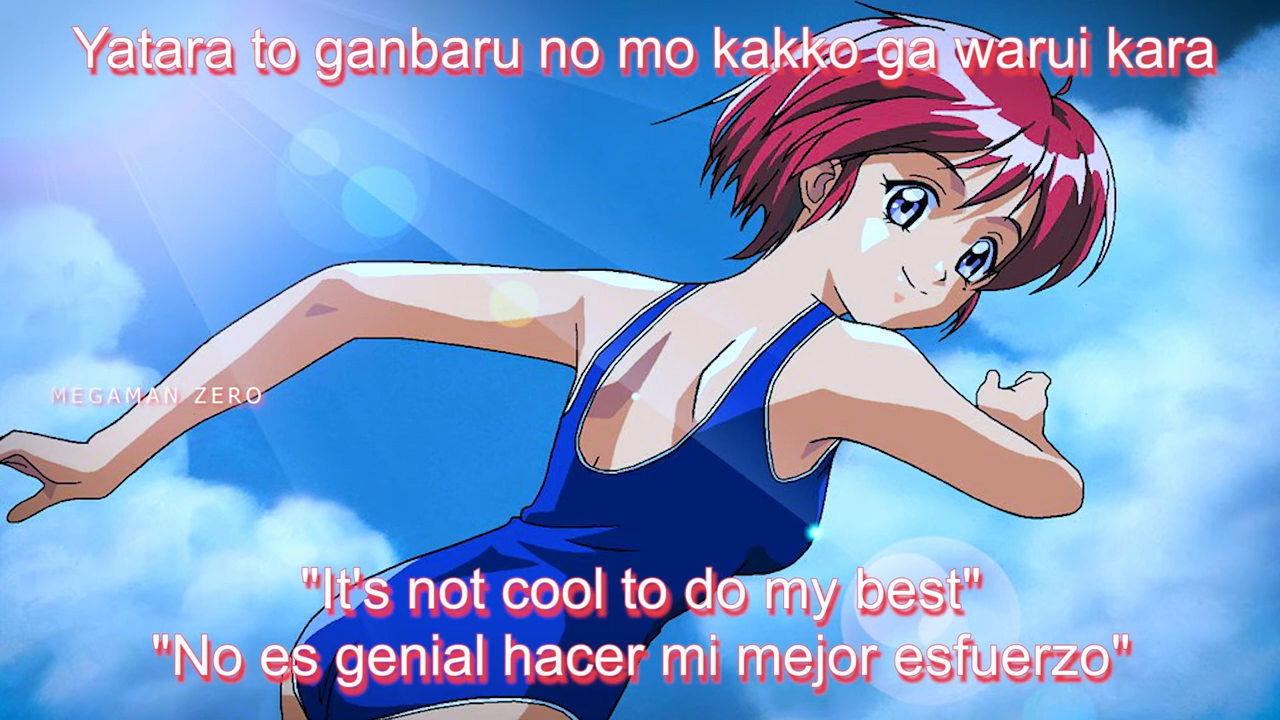 Yatara to ganbaru no mo kakko ga warui kara
MEGAMAN ZERO
"It's not cool to do my best"
"No es genial hacer mi mejor esfuerzo"